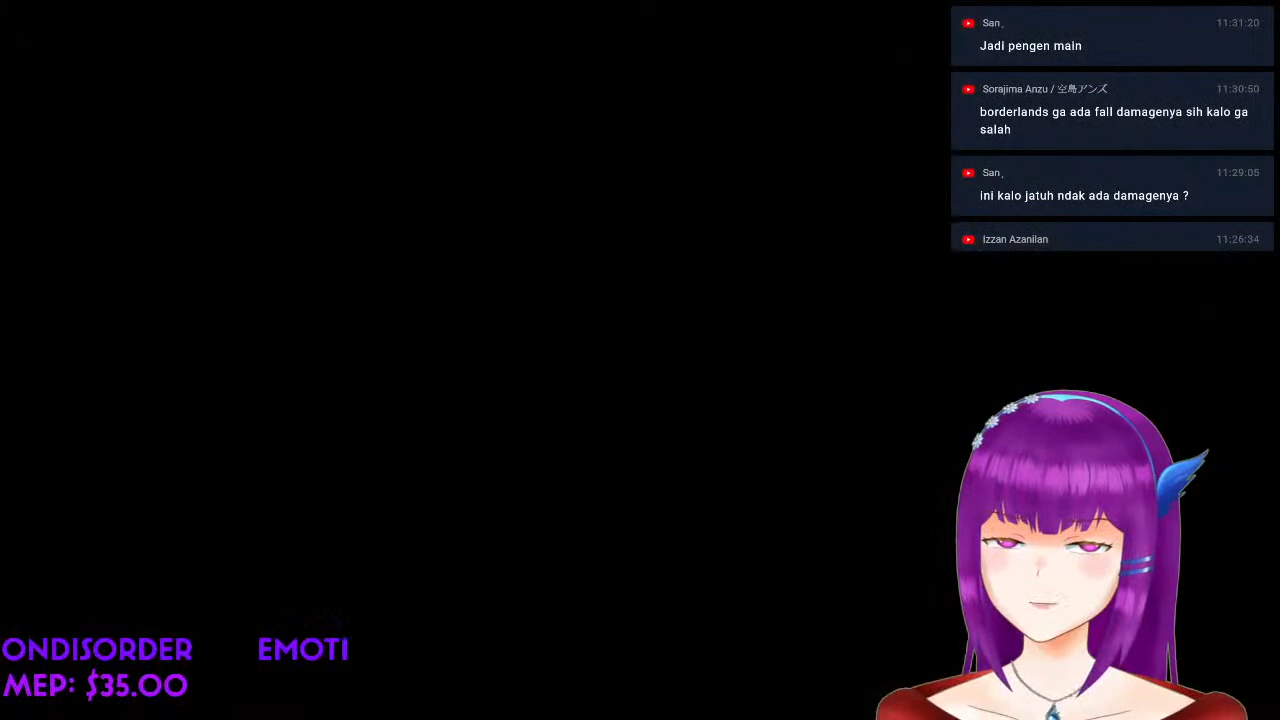 San.
11:31:20
Jadi pengen main
Sorajima Anzu / 空島アンズ
11:30:50
borderlands ga ada fall damagenya sih kalo ga
salah
San.
11:29:05
ini kalo jatuh ndak ada damagenya ?
Izzan Azanilan
11:26:34
ONDISORDER EMOTI
MEP: $35.00